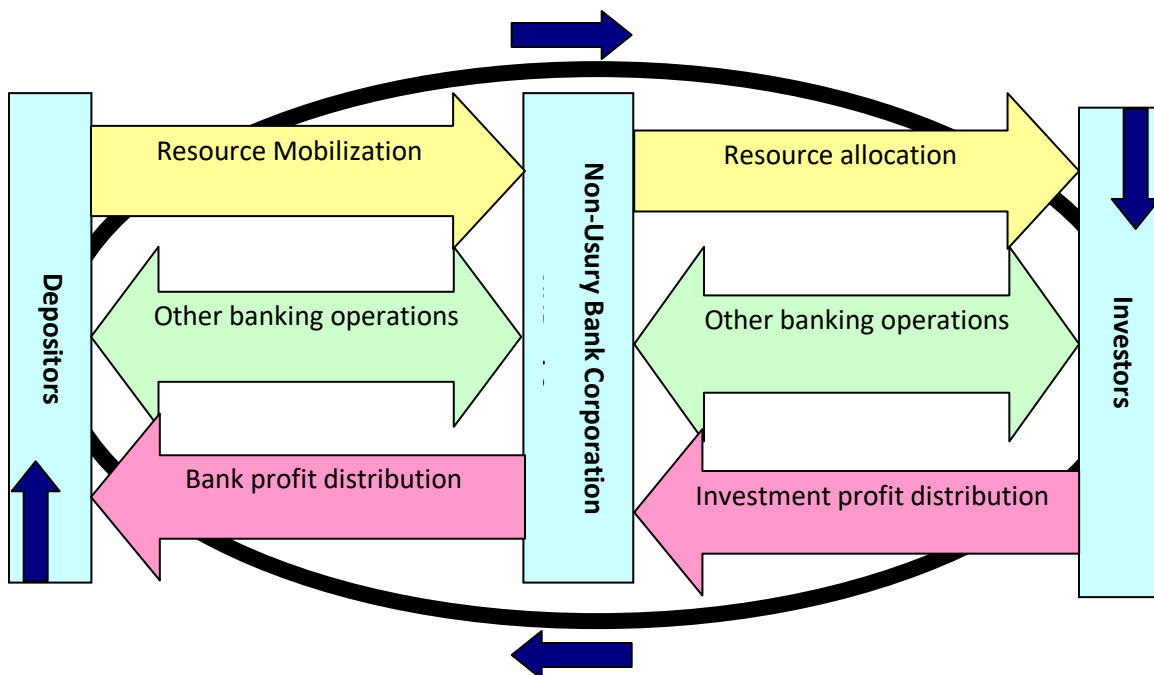 Resource Mobilization
Resource allocation
Depositors
Other banking operations
Non-Usury Bank Corporation
Other banking operations
Investors
Bank profit distribution
Investment profit distribution